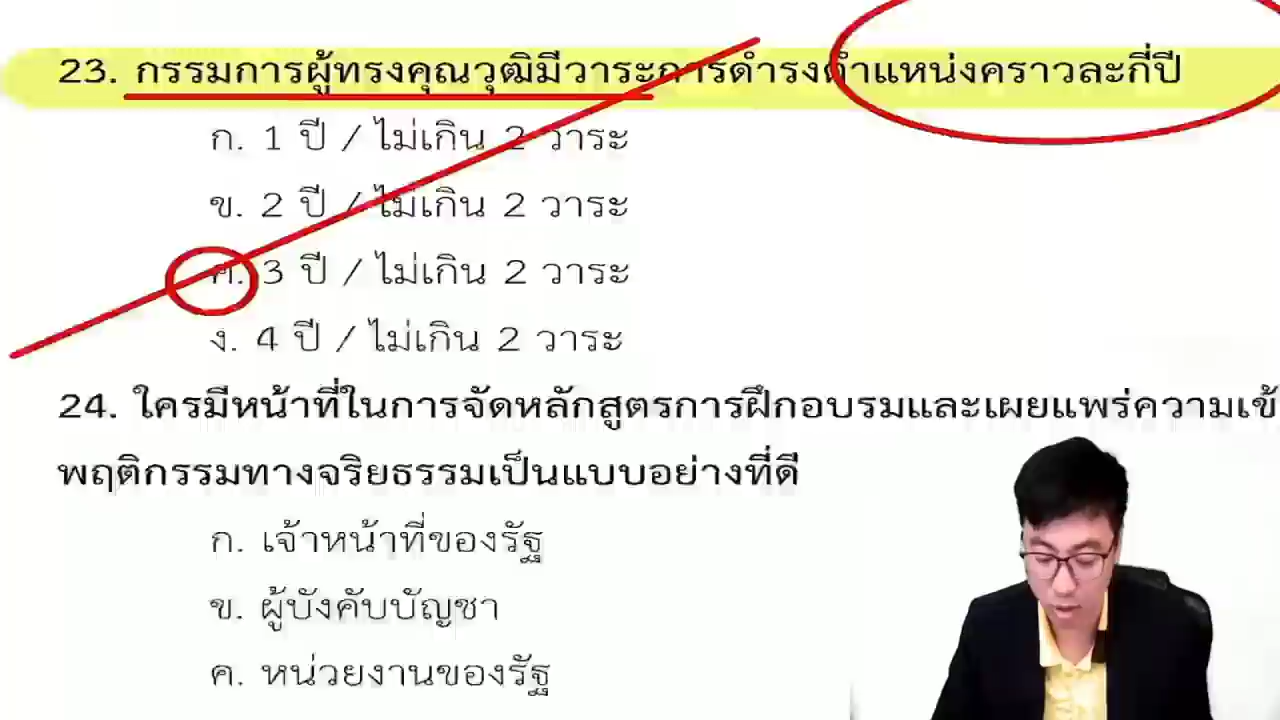 23. กรรมการผู้ทรงคุณวุฒิมีวาระการดำรงตำแหน่งคราวละกี่ปี
ก. 1 ปี / ไม่เกิน 2 วาระ
ข. 2 ปี / ไม่เกิน 2 วาระ
ค. 3 ปี / ไม่เกิน 2 วาระ
ง. 4 ปี / ไม่เกิน 2 วาระ
24. ใครมีหน้าที่ในการจัดหลักสูตรการฝึกอบรมและเผยแพร่ความเข้
พฤติกรรมทางจริยธรรมเป็นแบบอย่างที่ดี
ก. เจ้าหน้าที่ของรัฐ
ข. ผู้บังคับบัญชา
ค. หน่วยงานของรัฐ